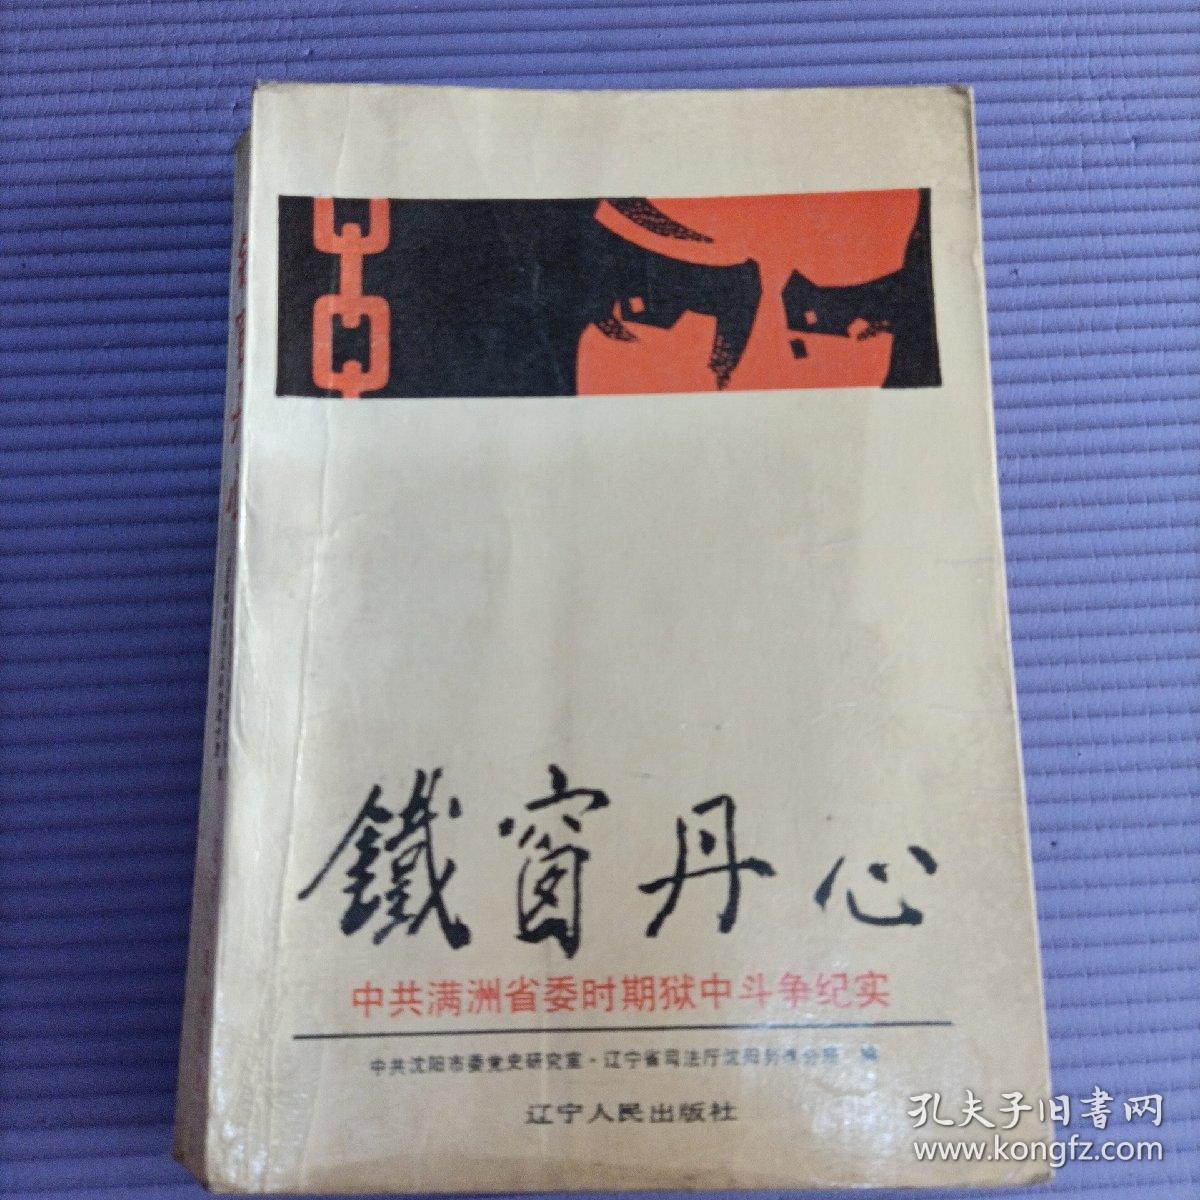 鐵窗丹心
中共满洲省委时期狱中斗争纪实
中共沈阳市委党史研究室·辽宁省司法厅沈阳劳改分局 编
辽宁人民出版社
孔夫子旧書网
www.kongfz.com